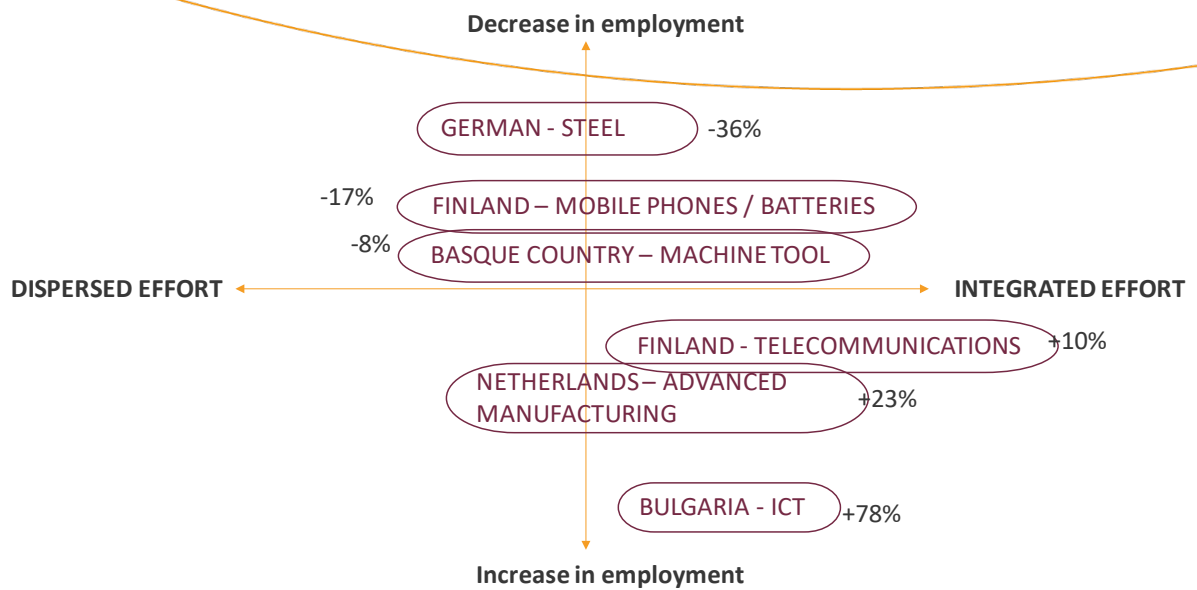 Decrease in employment
GERMAN - STEEL
-36%
-17%
FINLAND – MOBILE PHONES / BATTERIES
-8%
BASQUE COUNTRY – MACHINE TOOL
DISPERSED EFFORT
INTEGRATED EFFORT
FINLAND - TELECOMMUNICATIONS
+10%
NETHERLANDS – ADVANCED
MANUFACTURING
+23%
BULGARIA - ICT
+78%
Increase in employment